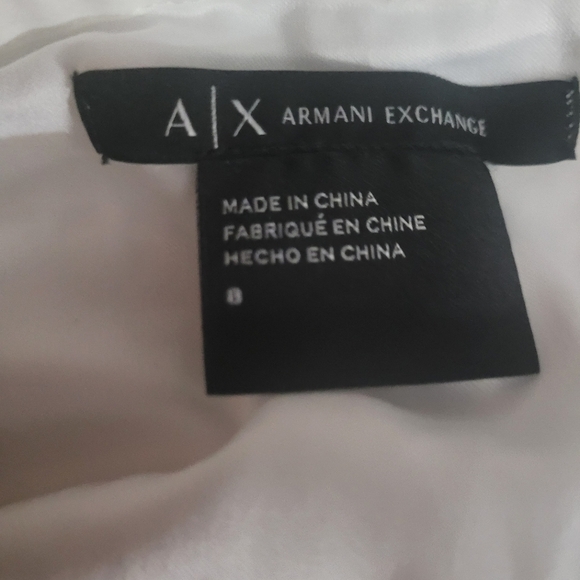 A|X ARMANI EXCHANGE
MADE IN CHINA
FABRIQUÉ EN CHINE
HECHO EN CHINA
8